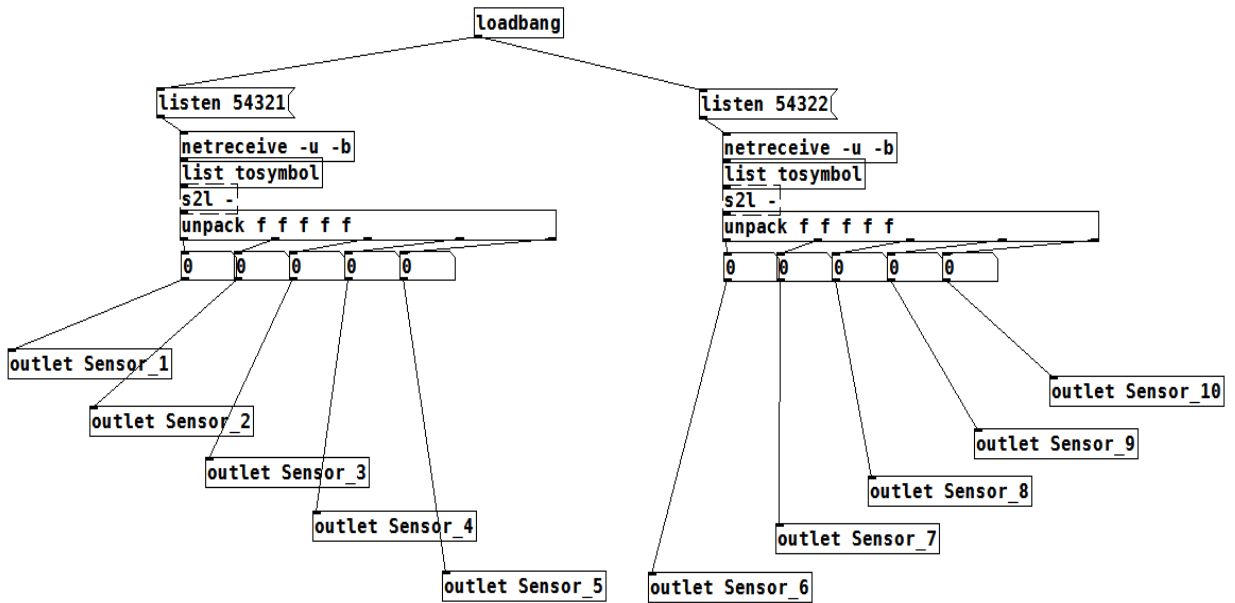 loadbang
listen 54321
listen 54322
netreceive -u -b
netreceive -u -b
list tosymbol
list tosymbol
s2l -
s2l -
unpack f f f f f
unpack f f f f f
0 0 0 0 0
0 0 0 0 0
outlet Sensor_1
outlet Sensor_10
outlet Sensor_2
outlet Sensor_9
outlet Sensor_3
outlet Sensor_8
outlet Sensor_4
outlet Sensor_7
outlet Sensor_5
outlet Sensor_6